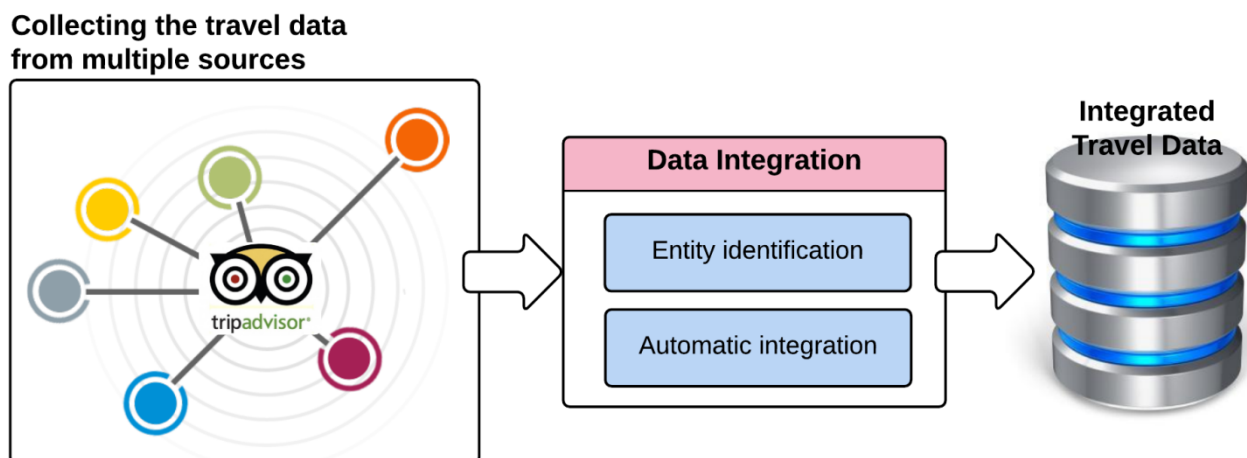 Collecting the travel data
from multiple sources
tripadvisor®
Data Integration
Entity identification
Automatic integration
Integrated
Travel Data